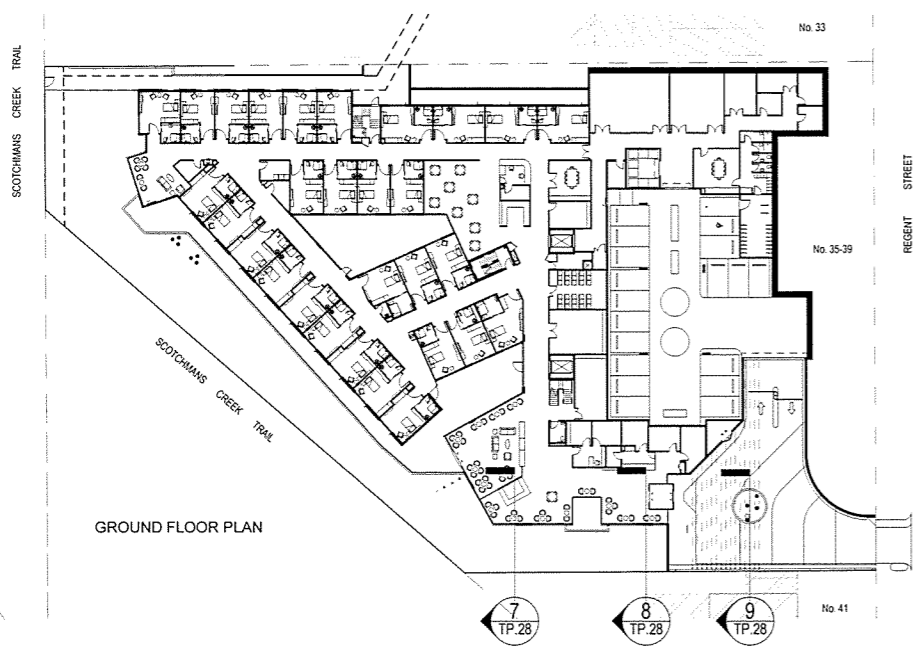 No. 33
SCOTCHMANS CREEK TRAIL
REGENT STREET
No. 35-39
SCOTCHMANS CREEK TRAIL
GROUND FLOOR PLAN
7
TP.28
8
TP.28
9
TP.28
No. 41